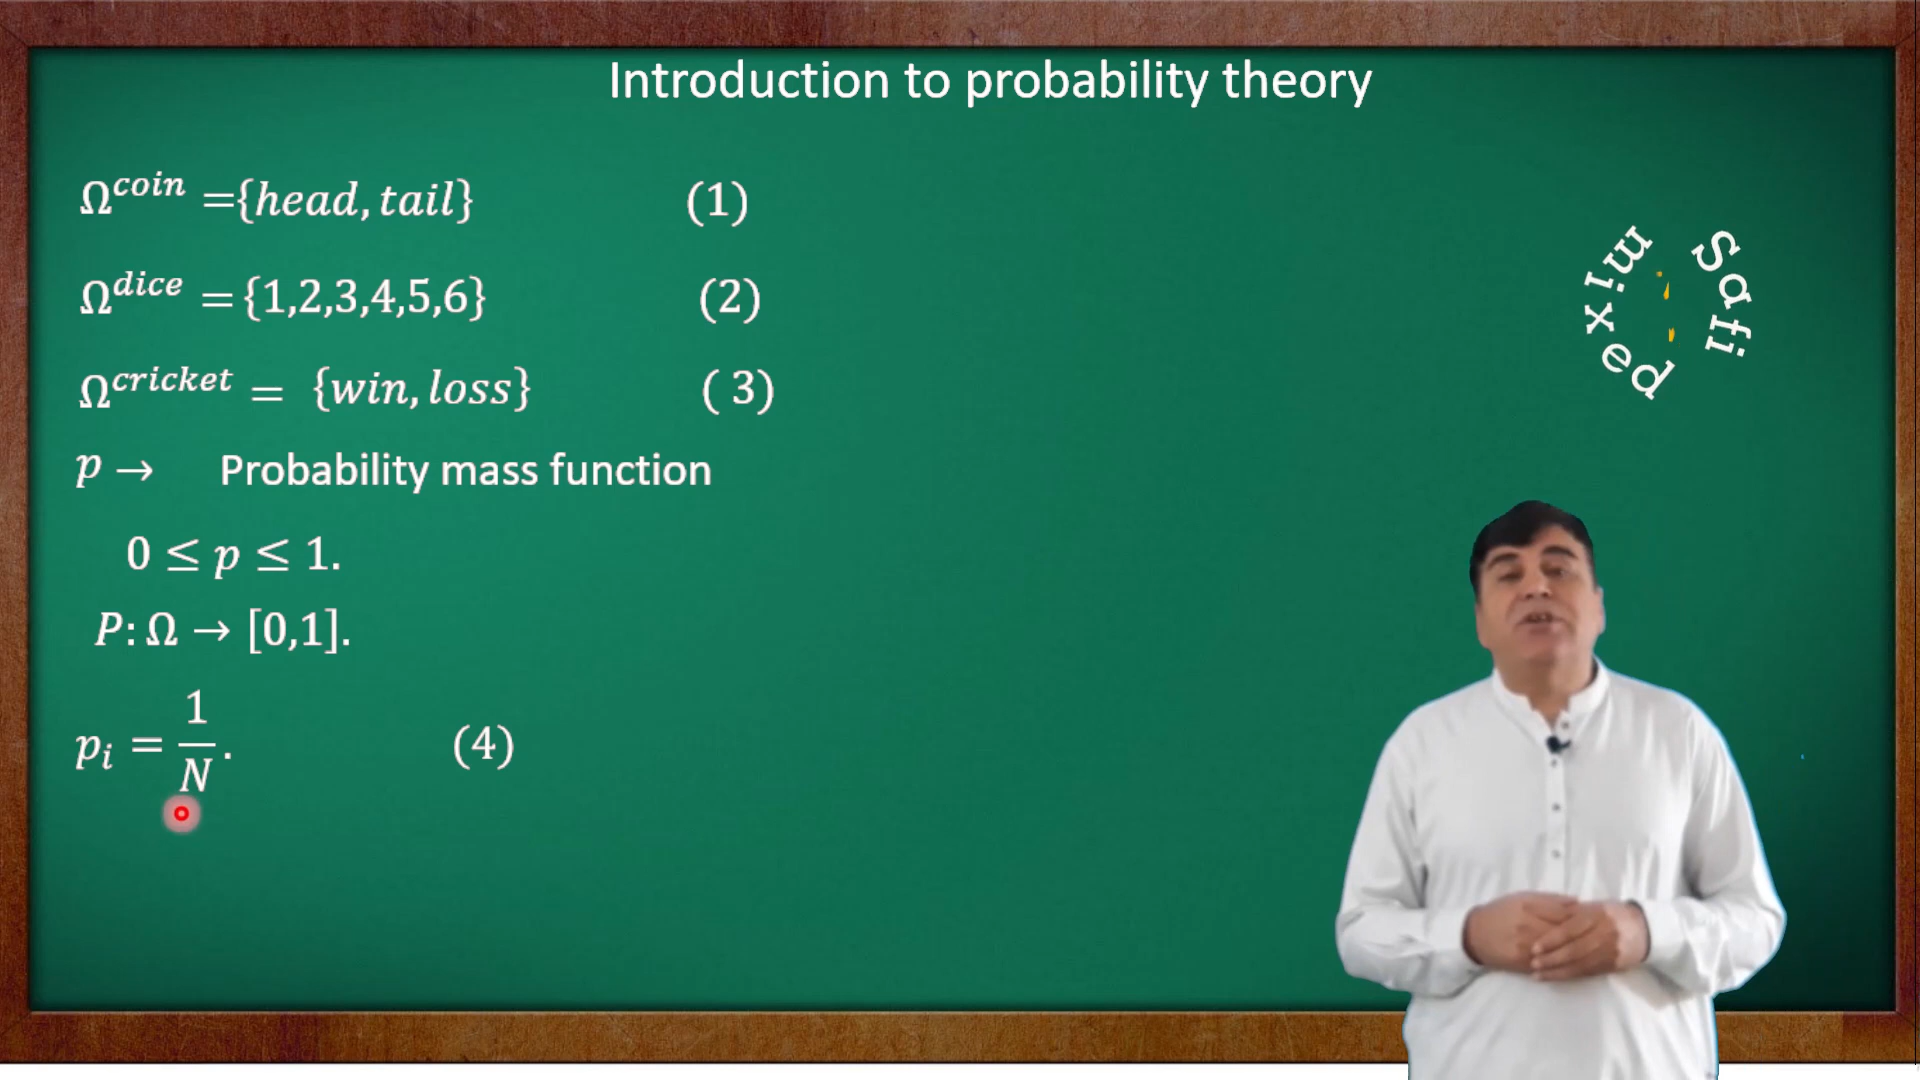 Introduction to probability theory
Ω^coin ={head, tail} (1)
Ω^dice = {1,2,3,4,5,6} (2)
Ω^cricket = {win, loss} ( 3)
p → Probability mass function
0 ≤ p ≤ 1.
P: Ω → [0,1].
p_i = 1/N. (4)
Safi
mixed